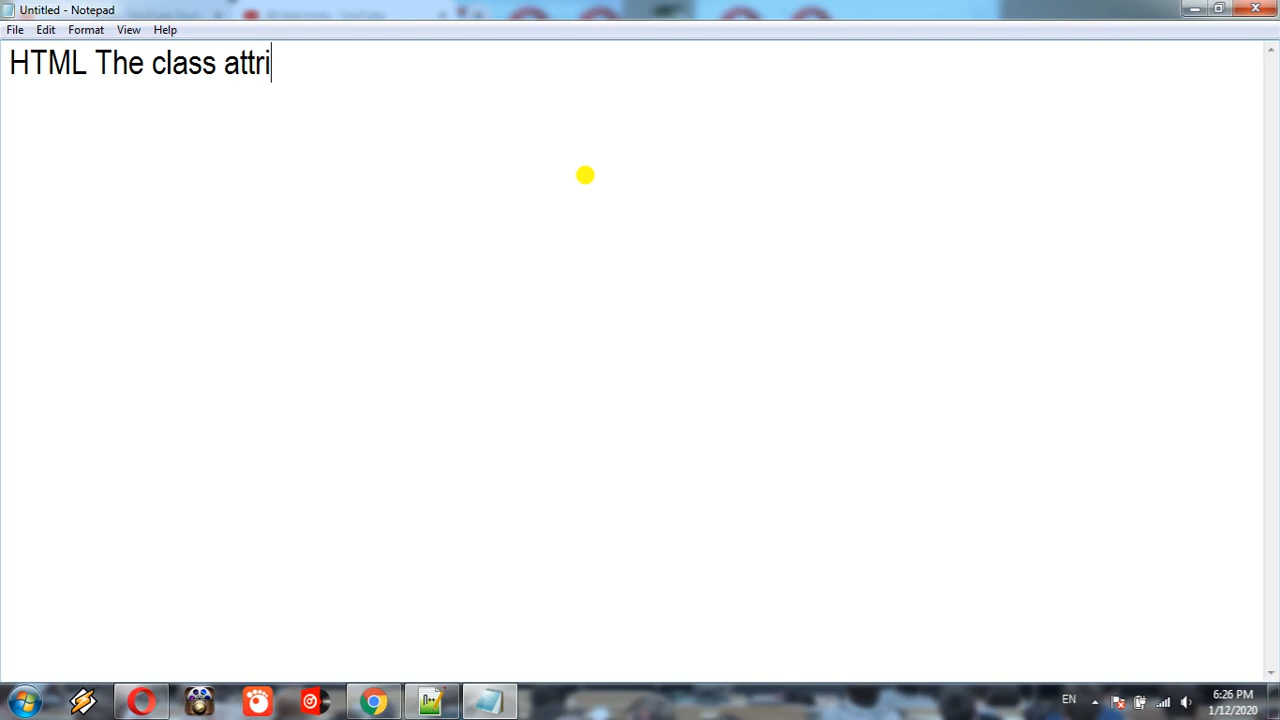 Untitled - Notepad
File Edit Format View Help
HTML The class attri
EN
6:26 PM
1/12/2020